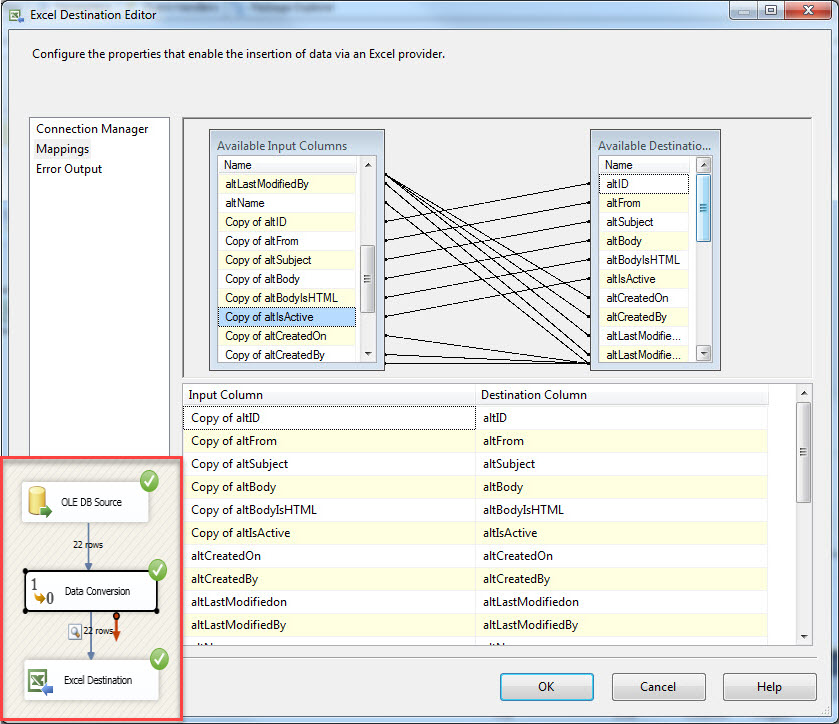 Excel Destination Editor
Configure the properties that enable the insertion of data via an Excel provider.
Connection Manager
Mappings
Error Output
Available Input Columns
Name
altLastModifiedBy
altName
Copy of altID
Copy of altFrom
Copy of altSubject
Copy of altBody
Copy of altBodyIsHTML
Copy of altIsActive
Copy of altCreatedOn
Copy of altCreatedBy
Available Destinatio...
Name
altID
altFrom
altSubject
altBody
altBodyIsHTML
altIsActive
altCreatedOn
altCreatedBy
altLastModifie...
altLastModifie...
Input Column Destination Column
Copy of altID altID
Copy of altFrom altFrom
Copy of altSubject altSubject
Copy of altBody altBody
Copy of altBodyIsHTML altBodyIsHTML
Copy of altIsActive altIsActive
altCreatedOn altCreatedOn
altCreatedBy altCreatedBy
altLastModifiedon altLastModifiedon
altLastModifiedBy altLastModifiedBy
OLE DB Source
22 rows
1
0
Data Conversion
22 rows
Excel Destination
OK Cancel Help